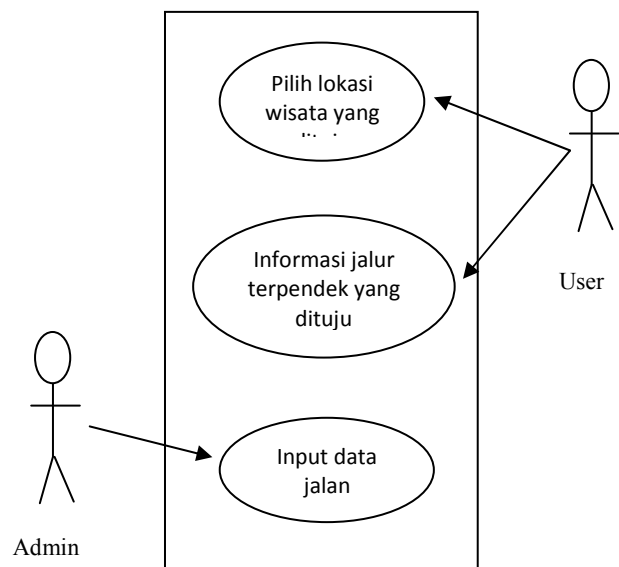 Pilih lokasi
wisata yang
Informasi jalur
terpendek yang
dituju
User
Input data
jalan
Admin